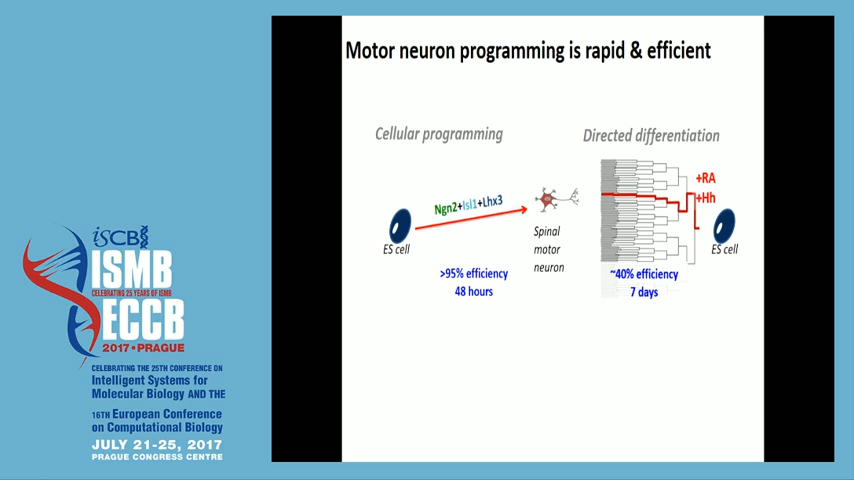 Motor neuron programming is rapid & efficient
Cellular programming
Directed differentiation
Ngn2+Isl1+Lhx3
+RA
+Hh
ES cell
Spinal
motor
neuron
ES cell
>95% efficiency
48 hours
~40% efficiency
7 days
isCB
ISMB
CELEBRATING 25 YEARS OF ISMB
ECCB
2017 • PRAGUE
CELEBRATING THE 25TH CONFERENCE ON
Intelligent Systems for
Molecular Biology AND THE
16TH European Conference
on Computational Biology
JULY 21-25, 2017
PRAGUE CONGRESS CENTRE